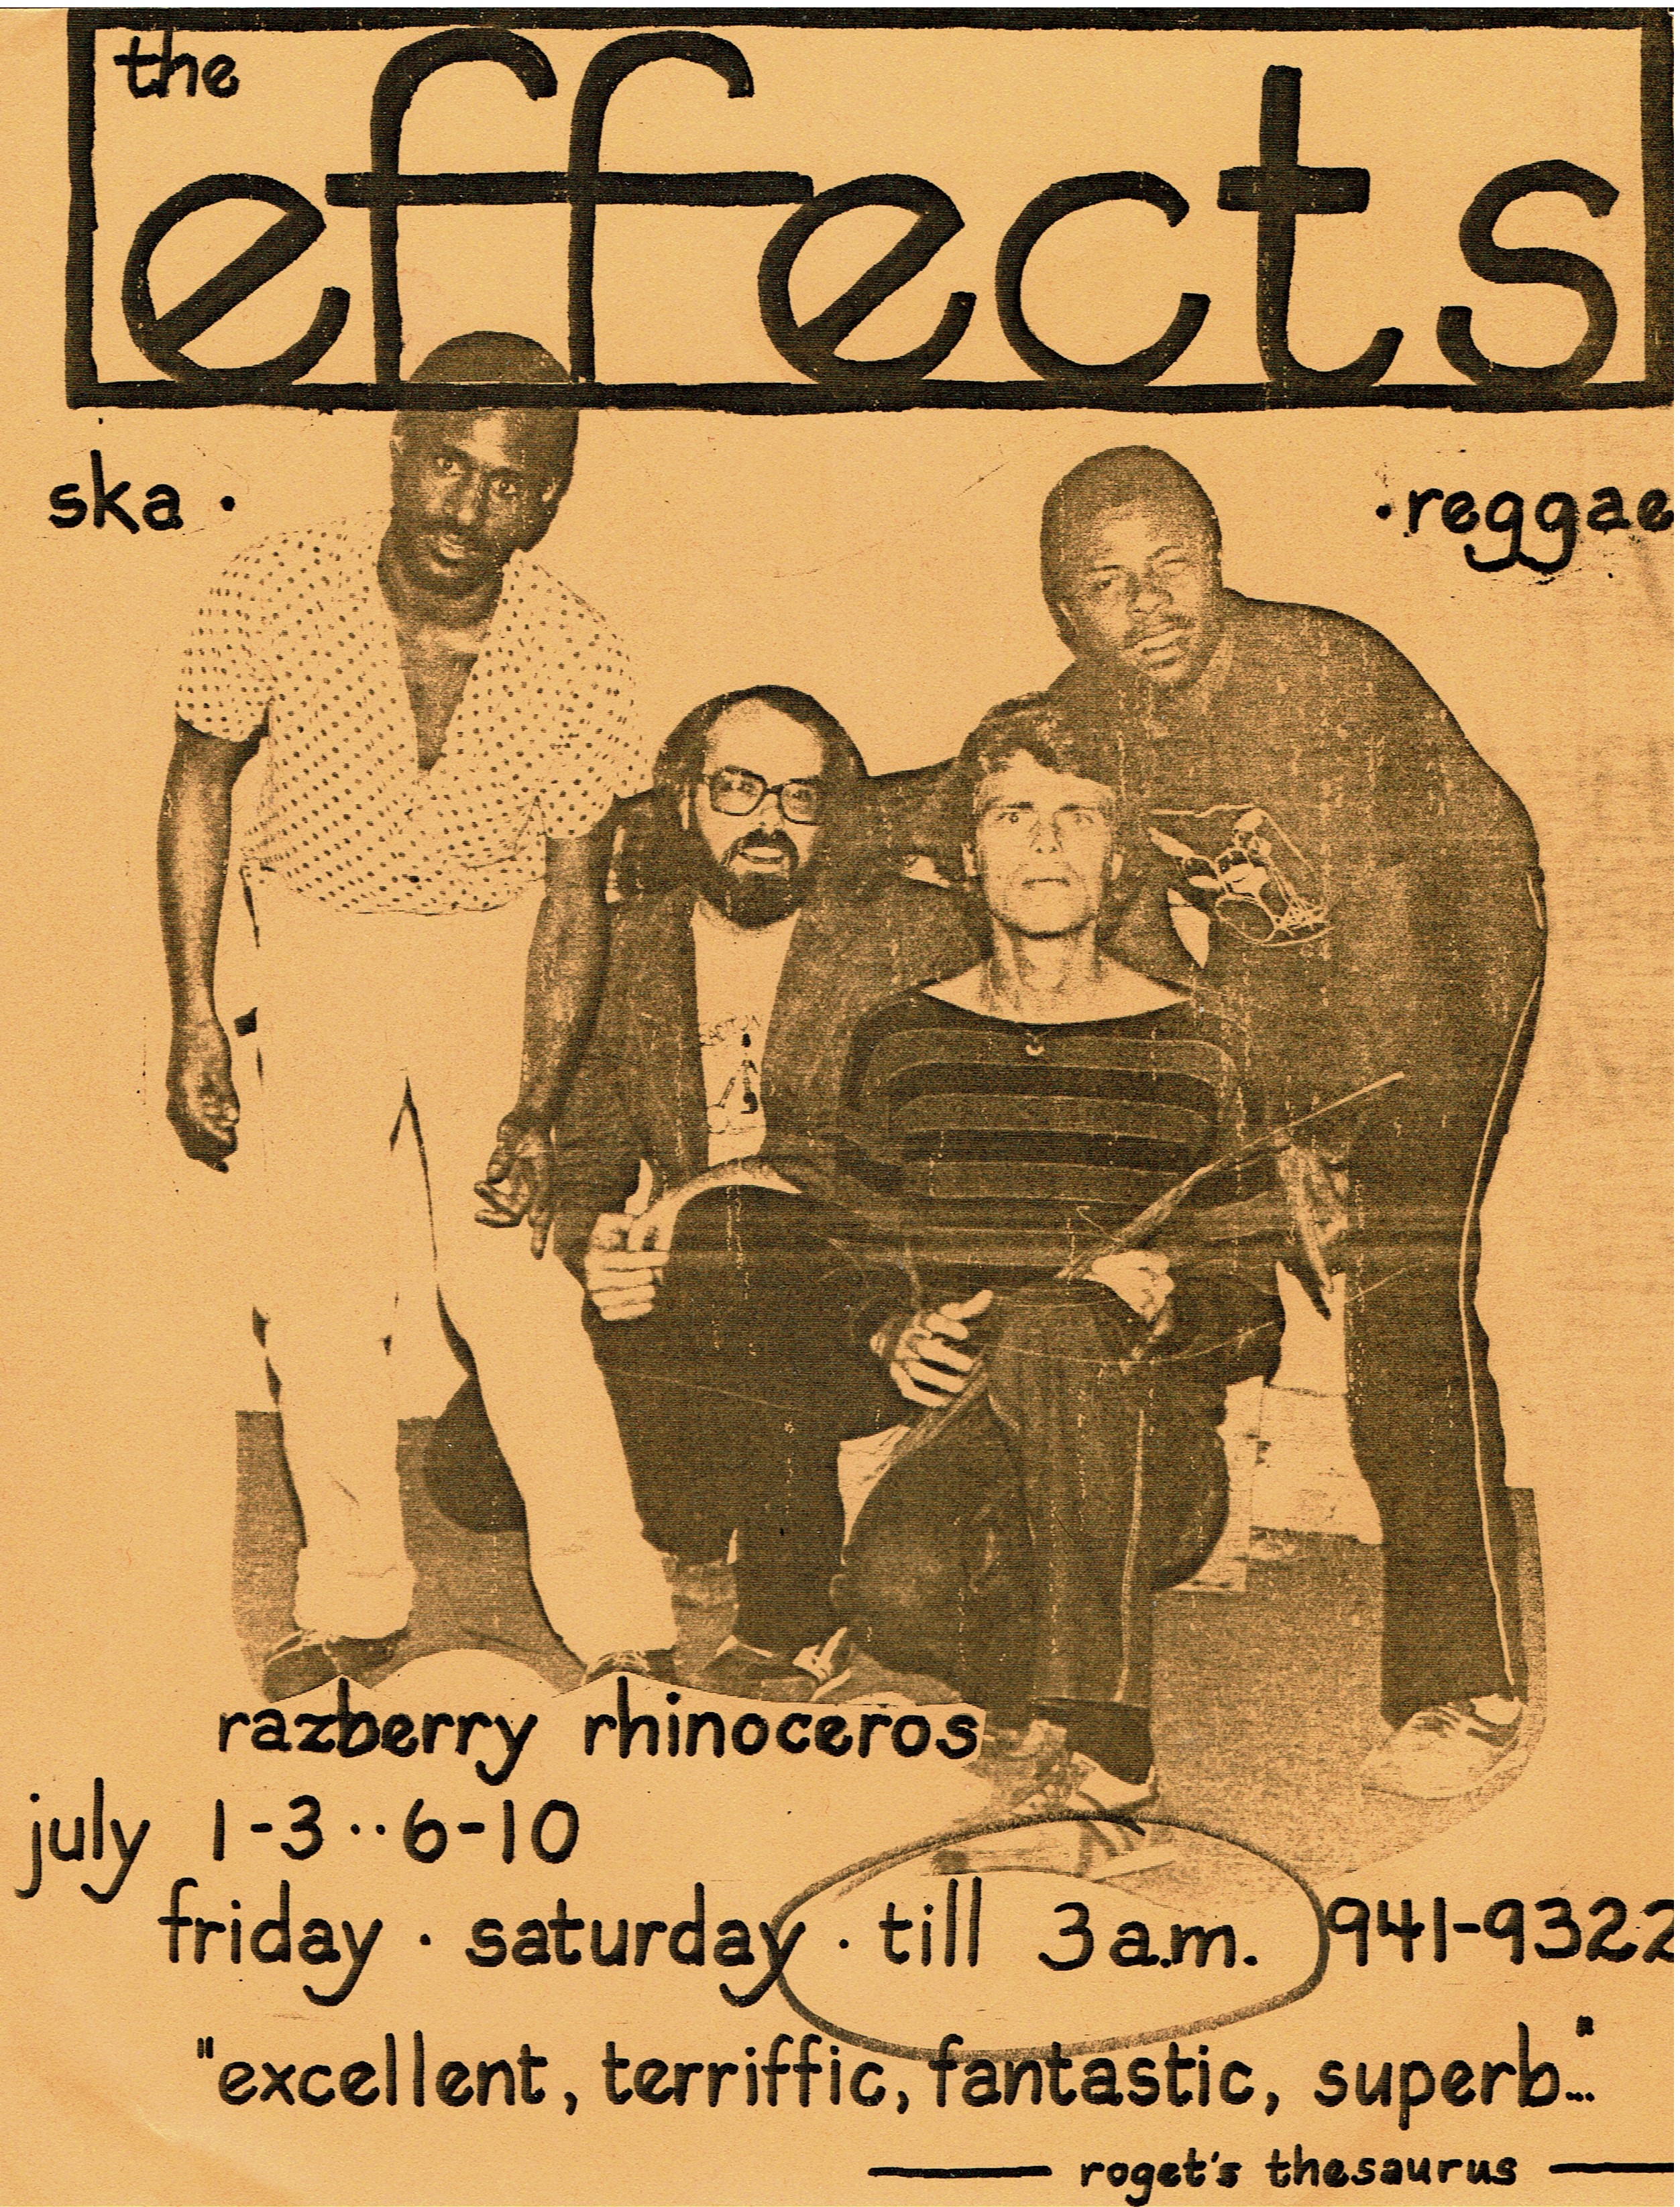 the
effects
ska · · reggae
razberry rhinoceros
july 1-3··6-10
friday · saturday · till 3 a.m. 941-9322
"excellent, terriffic, fantastic, superb..."
roget's thesaurus